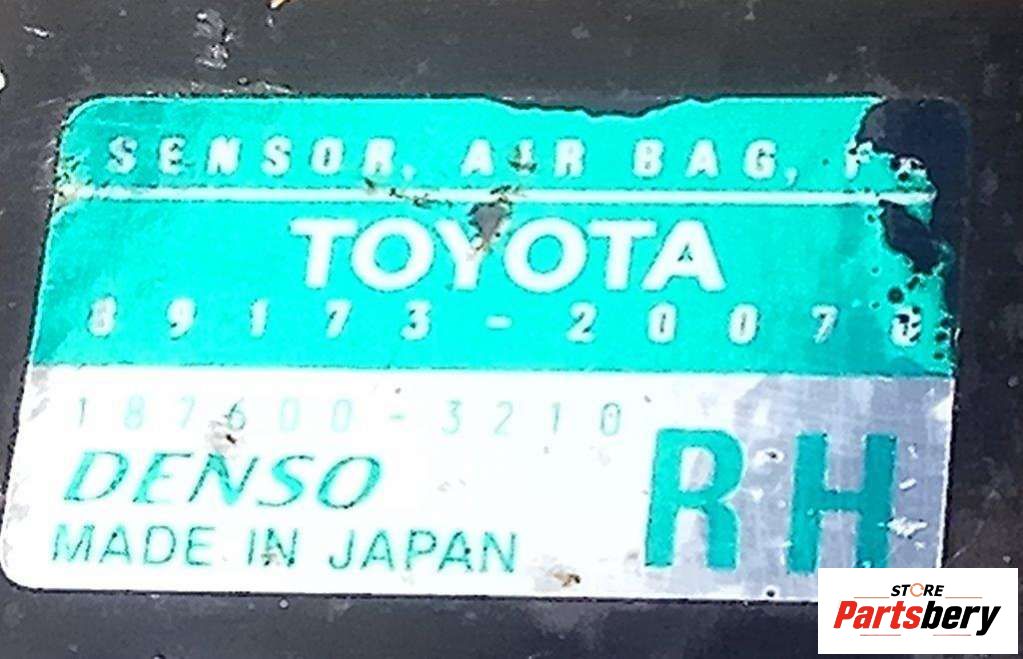 SENSOR, AIR BAG,
TOYOTA
89173-20070
187600-3210
DENSO
MADE IN JAPAN
RH
STORE
Partsbery